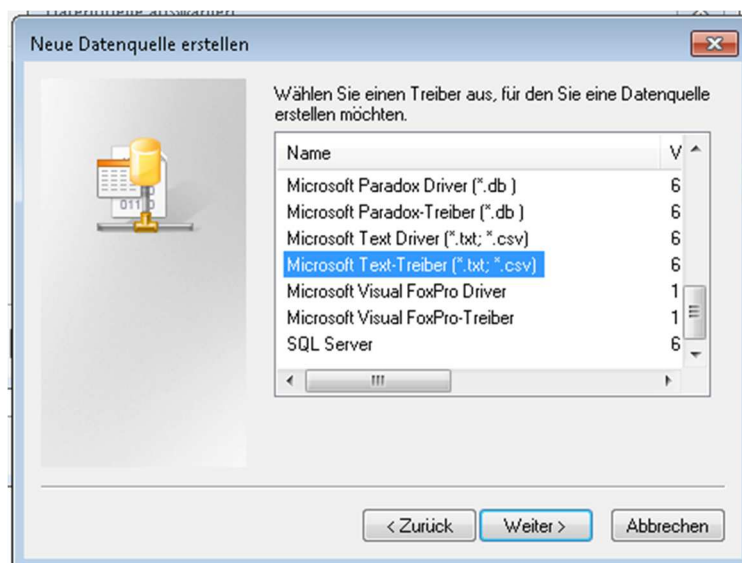 Datenquelle auswählen
Neue Datenquelle erstellen
Wählen Sie einen Treiber aus, für den Sie eine Datenquelle
erstellen möchten.
Name V
Microsoft Paradox Driver (*.db ) 6
Microsoft Paradox-Treiber (*.db ) 6
Microsoft Text Driver (*.txt; *.csv) 6
Microsoft Text-Treiber (*.txt; *.csv) 6
Microsoft Visual FoxPro Driver 1
Microsoft Visual FoxPro-Treiber 1
SQL Server 6
< Zurück Weiter > Abbrechen